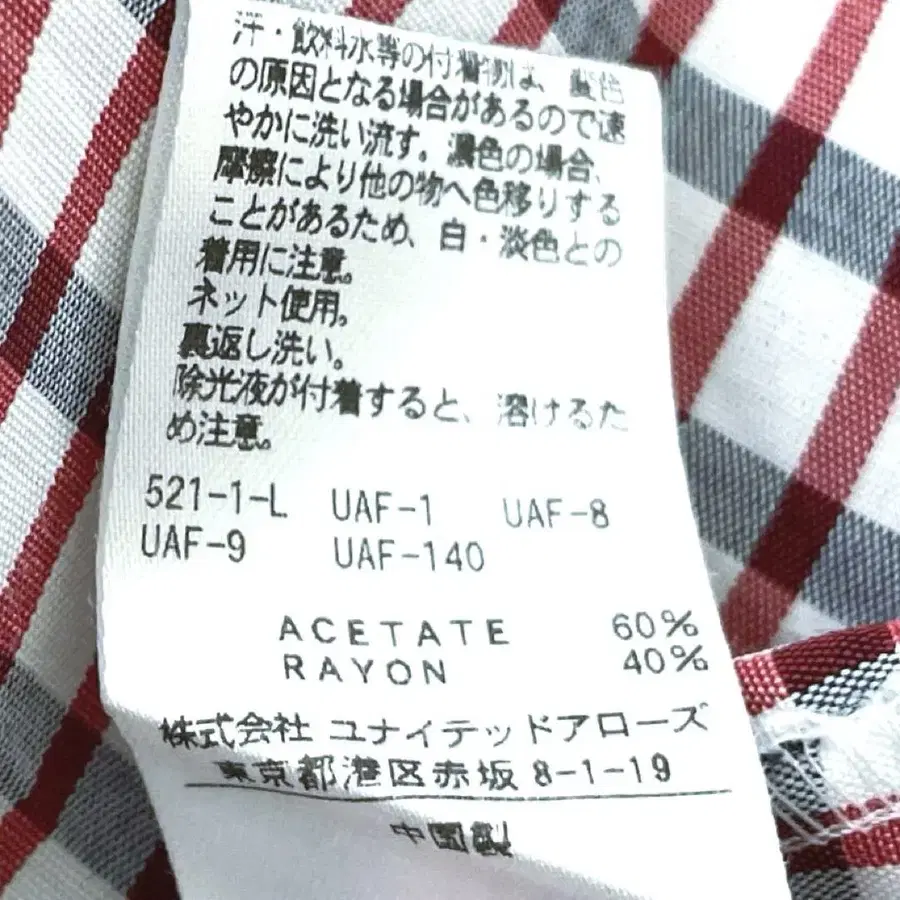 汗・飲料水等の付着物は、変色
の原因となる場合があるので速
やかに洗い流す。濃色の場合、
摩擦により他の物へ色移りする
ことがあるため、白・淡色との
着用に注意。
ネット使用。
裏返し洗い。
除光液が付着すると、溶けるた
め注意。
521-1-L UAF-1 UAF-8
UAF-9 UAF-140
ACETATE 60%
RAYON 40%
株式会社 ユナイテッドアローズ
東京都港区赤坂 8-1-19
中国製